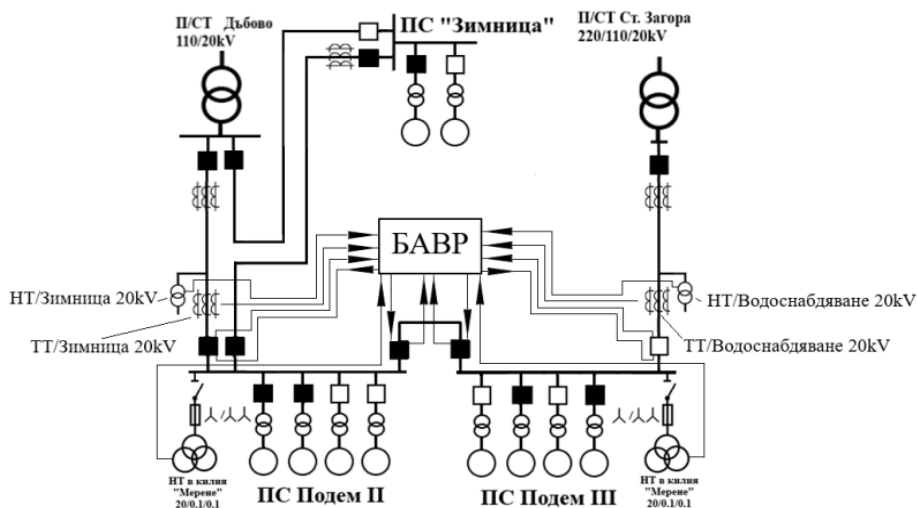 П/СТ Дъбово
110/20kV
ПС "Зимница"
П/СТ Ст. Загора
220/110/20kV
БАВР
НТ/Зимница 20kV
ТТ/Зимница 20kV
НТ/Водоснабдяване 20kV
ТТ/Водоснабдяване 20kV
НТ в килия
"Мерене"
20/0.1/0.1
ПС Подем II
ПС Подем III
НТ в килия
"Мерене"
20/0.1/0.1